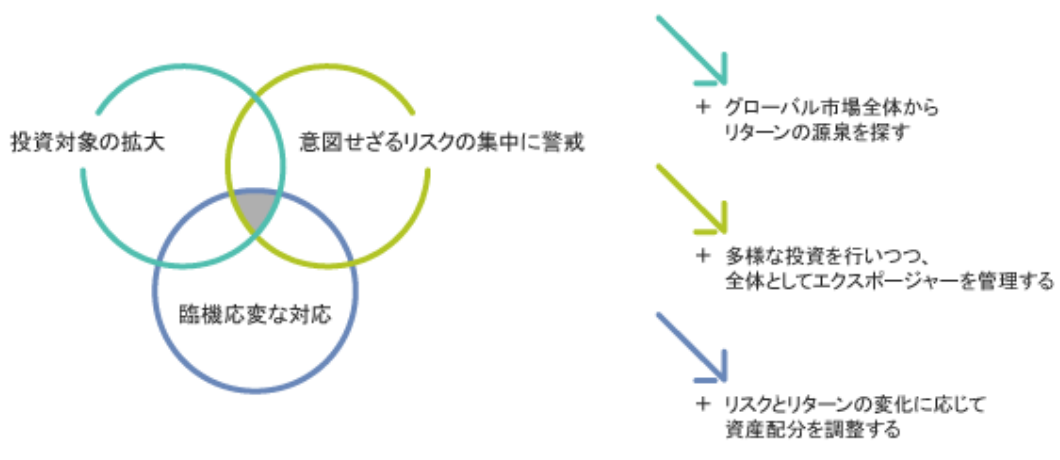 投資対象の拡大
意図せざるリスクの集中に警戒
臨機応変な対応
+ グローバル市場全体から
リターンの源泉を探す
+ 多様な投資を行いつつ、
全体としてエクスポージャーを管理する
+ リスクとリターンの変化に応じて
資産配分を調整する